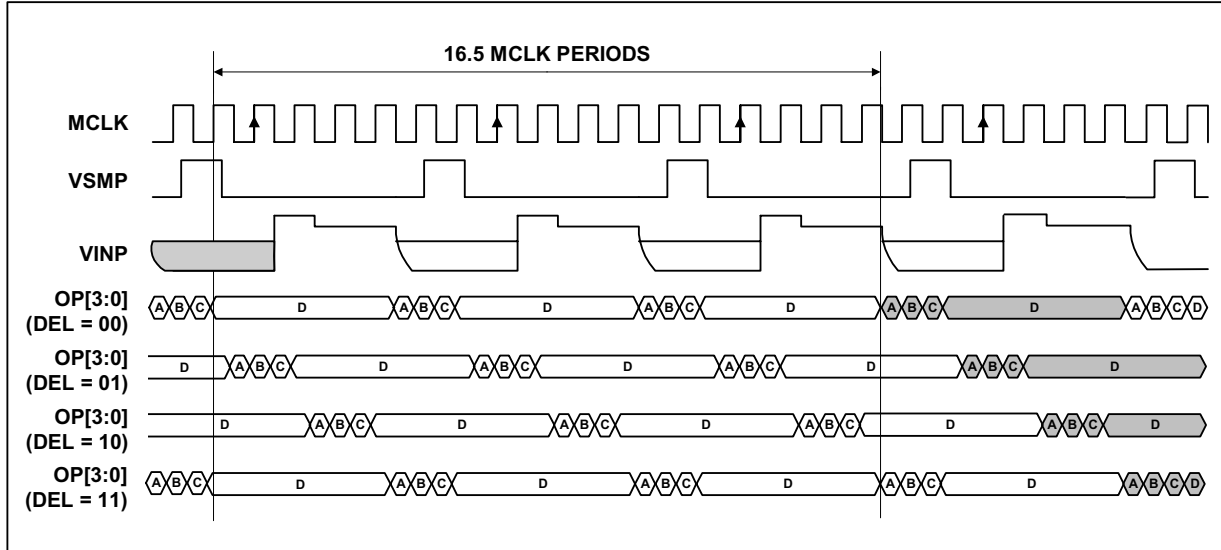 16.5 MCLK PERIODS
MCLK
VSMP
VINP
OP[3:0]
(DEL = 00)
A B C D A B C D A B C D A B C D A B C D
OP[3:0]
(DEL = 01)
D A B C D A B C D A B C D A B C D
OP[3:0]
(DEL = 10)
D A B C D A B C D A B C D A B C D
OP[3:0]
(DEL = 11)
A B C D A B C D A B C D A B C D A B C D